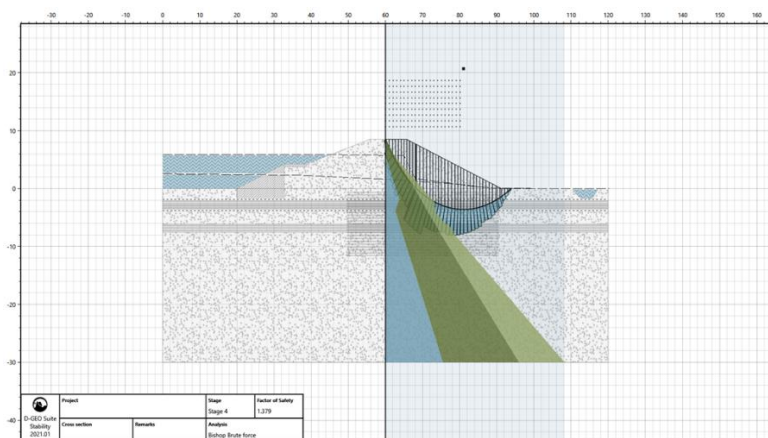 -30 -20 -10 0 10 20 30 40 50 60 70 80 90 100 110 120 130 140 150 160
20
10
0
-10
-20
-30
-40
D-GEO Suite
Stability
2021.01
Project
Stage
Stage 4
Factor of Safety
1.379
Cross section
Remarks
Analysis
Bishop Brute force